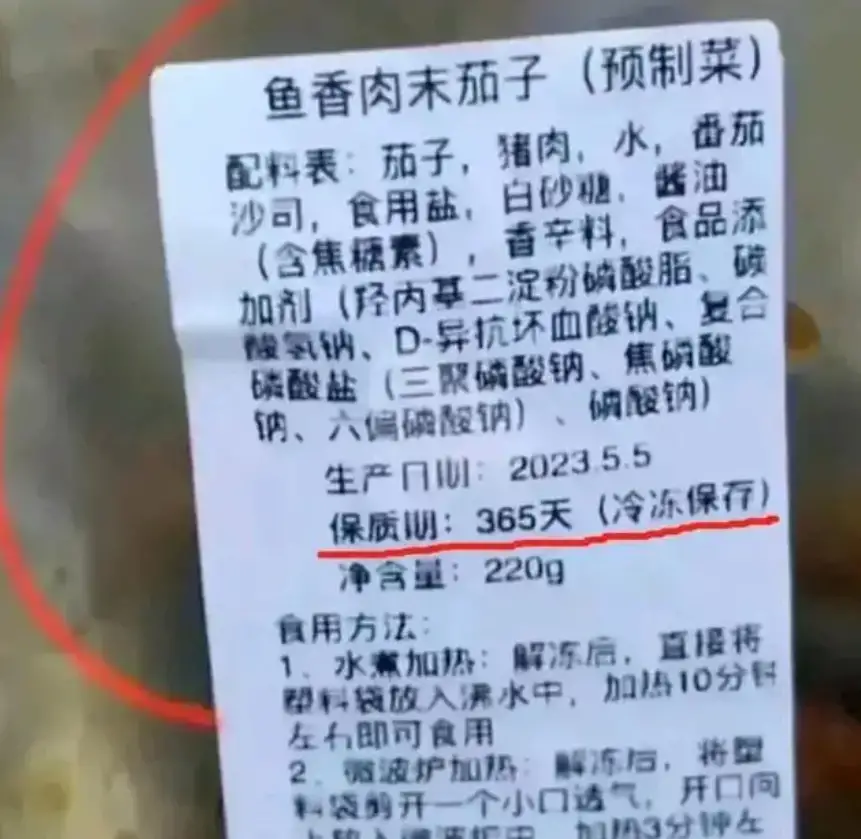 鱼香肉末茄子（预制菜）
配料表：茄子，猪肉，水，番茄
沙司，食用盐，白砂糖，酱油
（含焦糖素），香辛料，食品添
加剂（羟丙基二淀粉磷酸脂、碳
酸氢钠、D-异抗坏血酸钠、复合
磷酸盐（三聚磷酸钠、焦磷酸
钠、六偏磷酸钠）、磷酸钠）
生产日期：2023.5.5
保质期：365天（冷冻保存）
净含量：220g
食用方法：
1、水煮加热：解冻后，直接将
塑料袋放入沸水中，加热10分钟
左右即可食用
2、微波炉加热：解冻后，将塑
料袋剪开一个小口透气，开口向
上放入微波炉中，加热3分钟左